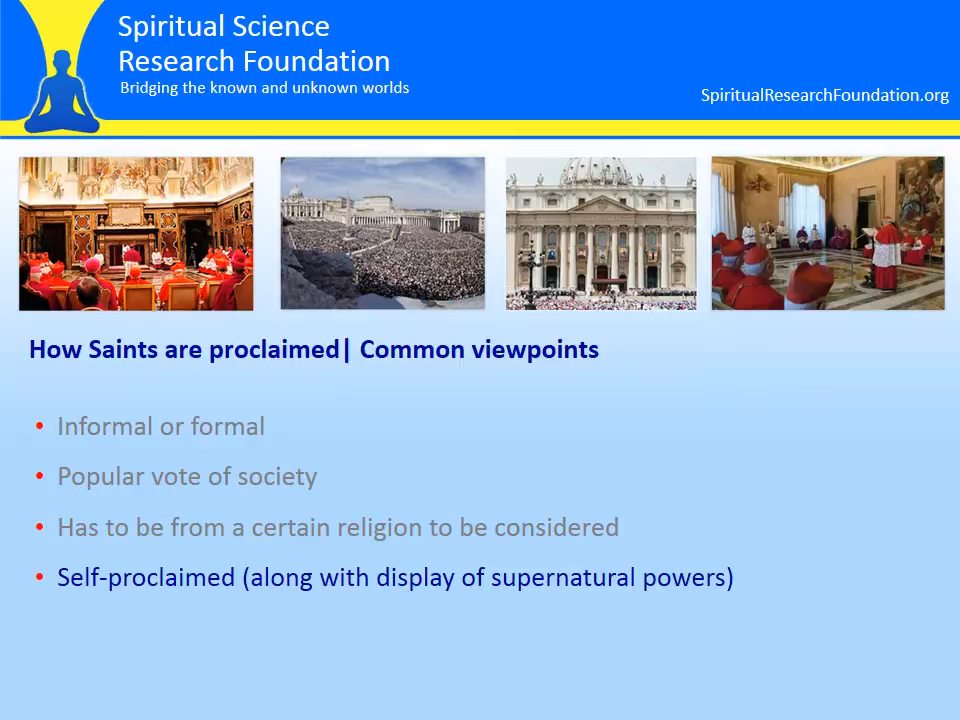 Spiritual Science
Research Foundation
Bridging the known and unknown worlds
SpiritualResearchFoundation.org
How Saints are proclaimed| Common viewpoints
• Informal or formal
• Popular vote of society
• Has to be from a certain religion to be considered
• Self-proclaimed (along with display of supernatural powers)